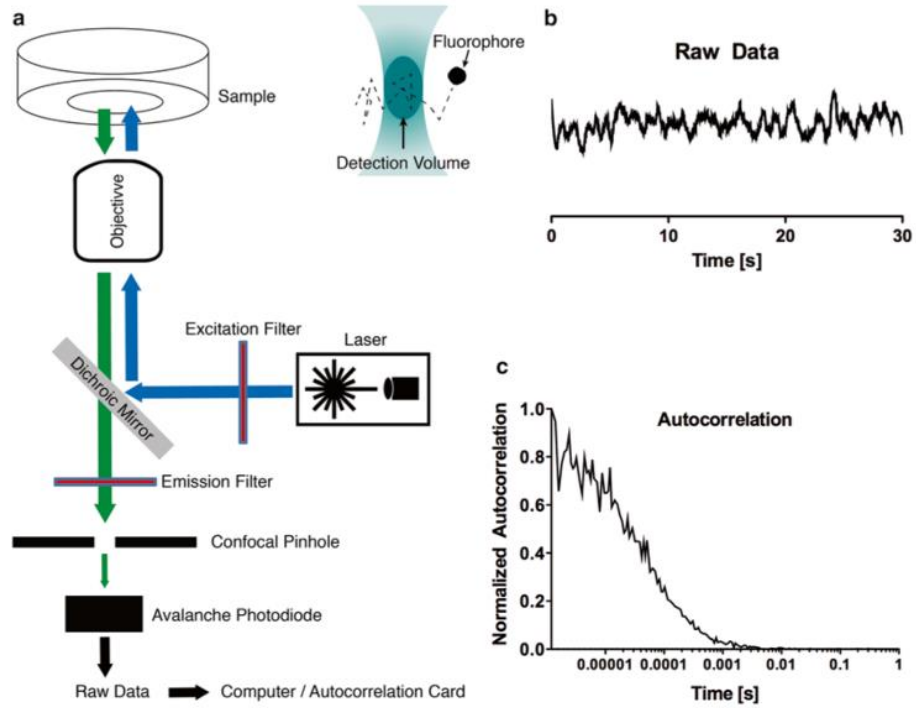 a
Sample
Objectivve
Fluorophore
Detection Volume
Excitation Filter
Laser
Dichroic Mirror
Emission Filter
Confocal Pinhole
Avalanche Photodiode
Raw Data
Computer / Autocorrelation Card
b
Raw Data
0
10
20
30
Time [s]
c
Autocorrelation
Normalized Autocorrelation
1.0
0.8
0.6
0.4
0.2
0.0
0.00001
0.0001
0.001
0.01
0.1
1
Time [s]